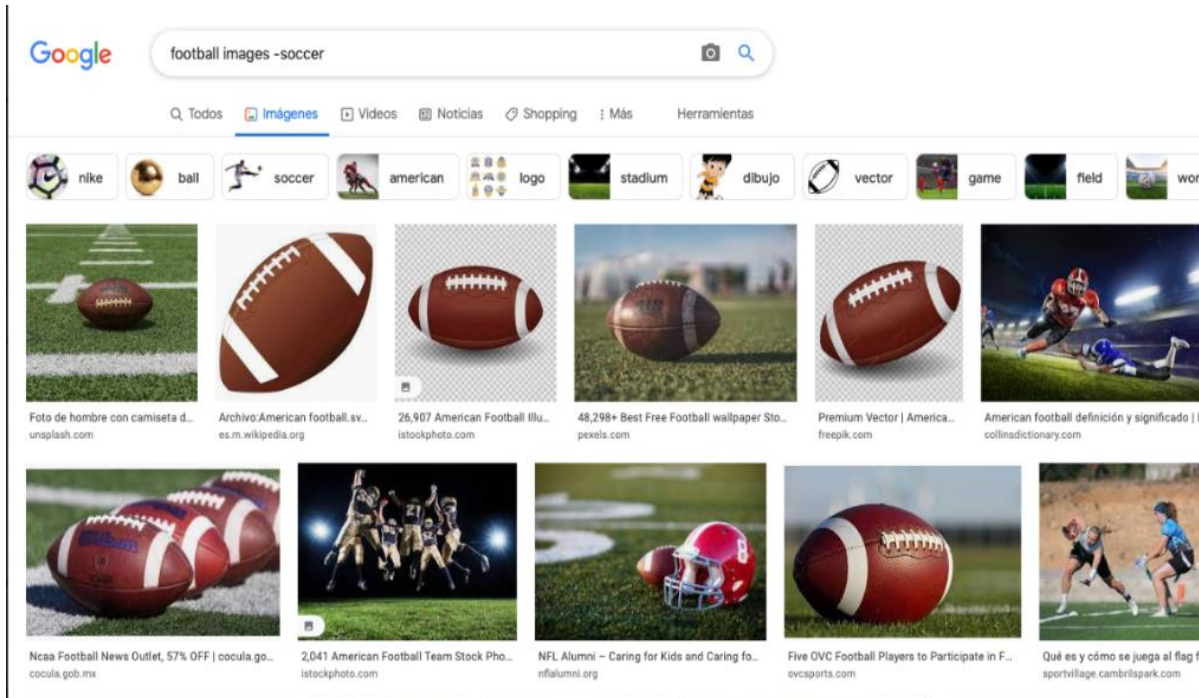 Google
football images -soccer
Todos
Imágenes
Videos
Noticias
Shopping
Más
Herramientas
nike
ball
soccer
american
logo
stadium
dibujo
vector
game
field
wor
Foto de hombre con camiseta d...
unsplash.com
Archivo:American football.sv...
es.m.wikipedia.org
26,907 American Football Illu...
istockphoto.com
48,298+ Best Free Football wallpaper Sto...
pexels.com
Premium Vector | America...
freepik.com
American football definición y significado |
collinsdictionary.com
Ncaa Football News Outlet, 57% OFF | cocula.go...
cocula.gob.mx
2,041 American Football Team Stock Pho...
istockphoto.com
NFL Alumni – Caring for Kids and Caring fo...
nflalumni.org
Five OVC Football Players to Participate in F...
ovcsports.com
Qué es y cómo se juega al flag f
sportvillage.cambrilspark.com